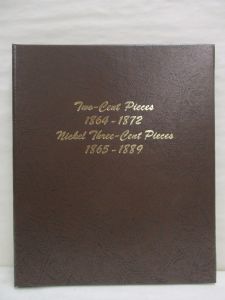 Two-Cent Pieces
1864-1872
Nickel Three-Cent Pieces
1865-1889